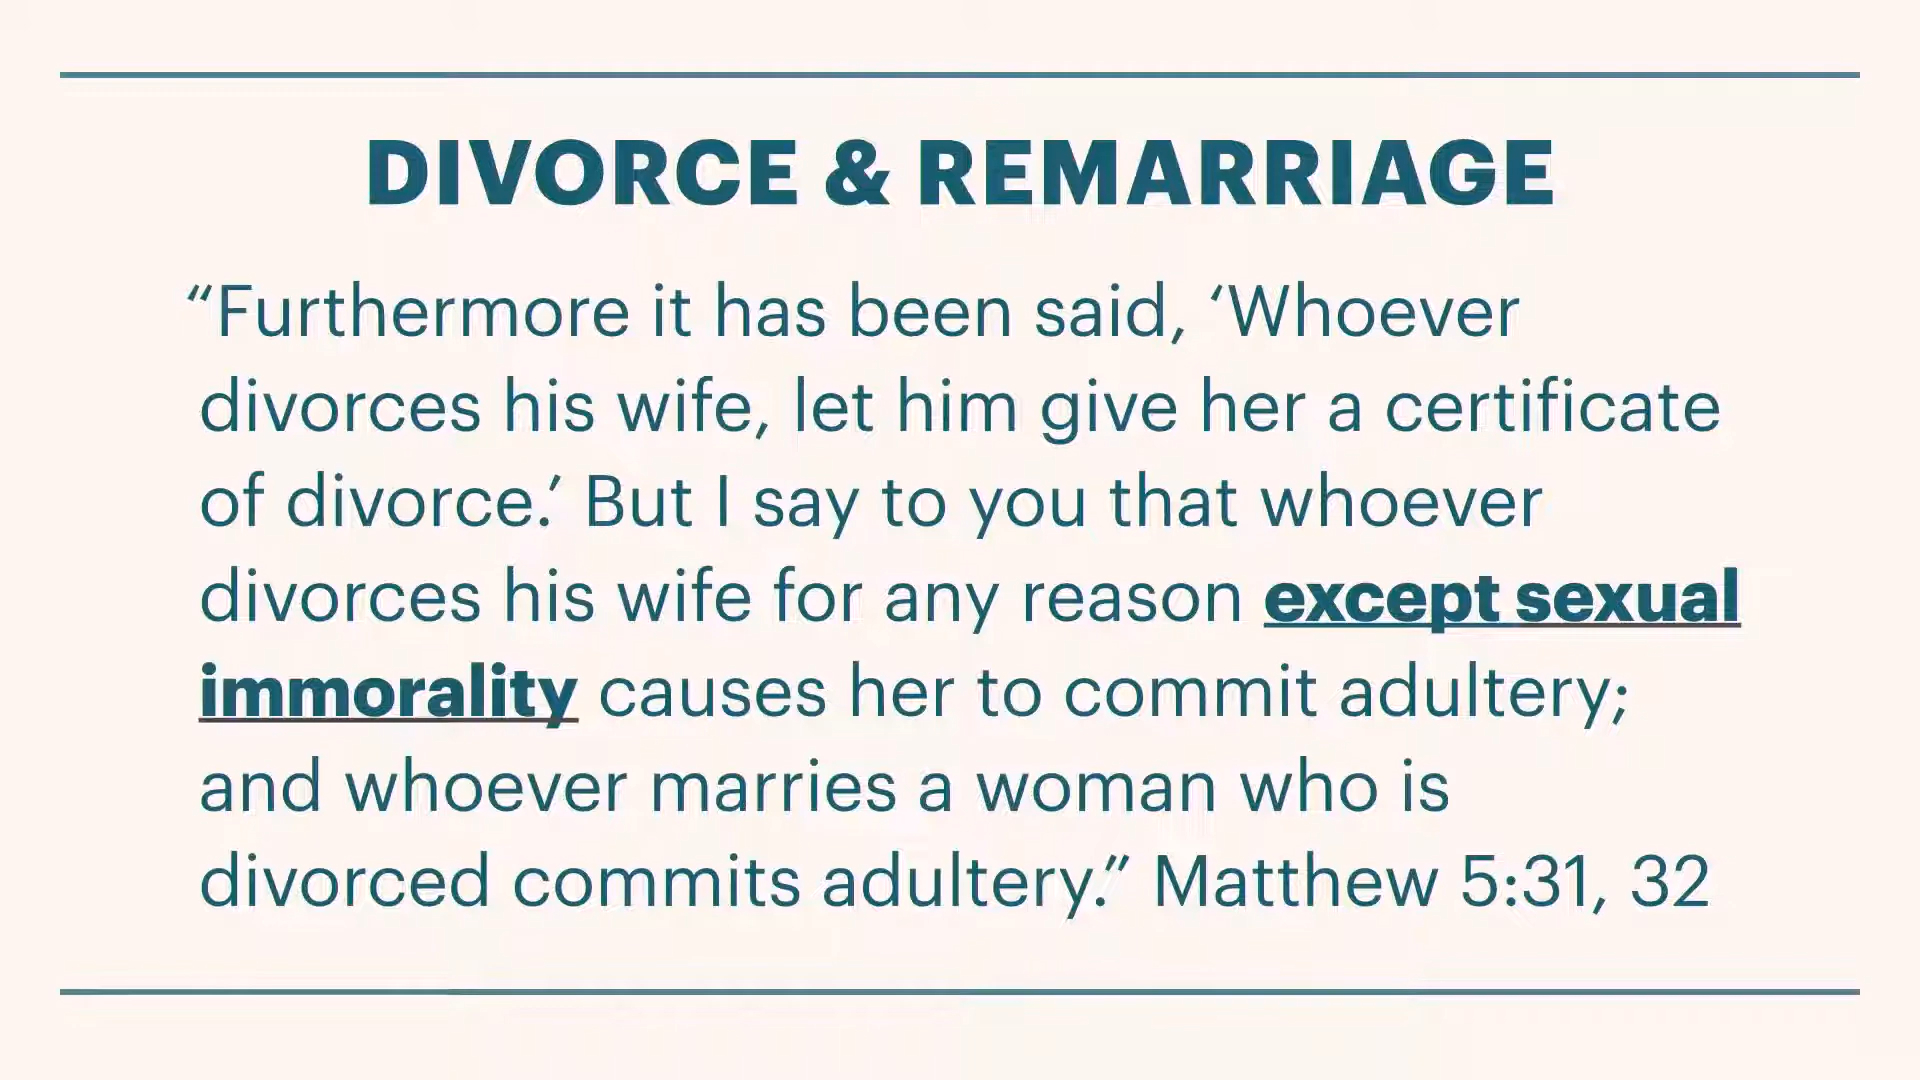 DIVORCE & REMARRIAGE
“Furthermore it has been said, ‘Whoever
divorces his wife, let him give her a certificate
of divorce.’ But I say to you that whoever
divorces his wife for any reason except sexual
immorality causes her to commit adultery;
and whoever marries a woman who is
divorced commits adultery.” Matthew 5:31, 32